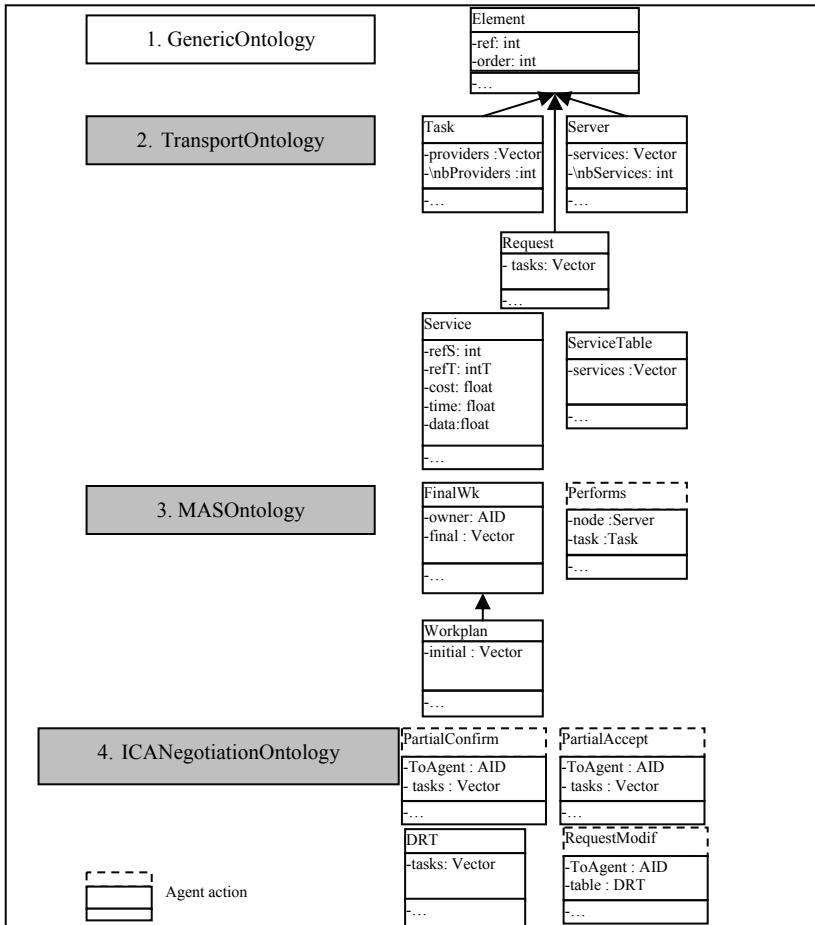 1. GenericOntology
Element
-ref: int
-order: int
-…
2. TransportOntology
Task
-providers :Vector
-\nbProviders :int
-…
Server
-services: Vector
-\nbServices: int
-…
Request
- tasks: Vector
-…
Service
-refS: int
-refT: intT
-cost: float
-time: float
-data:float
-…
ServiceTable
-services :Vector
-…
3. MASOntology
FinalWk
-owner: AID
-final : Vector
-…
Performs
-node :Server
-task :Task
-…
Workplan
-initial : Vector
-…
4. ICANegotiationOntology
PartialConfirm
-ToAgent : AID
- tasks : Vector
-…
PartialAccept
-ToAgent : AID
- tasks : Vector
-…
DRT
-tasks: Vector
-…
RequestModif
-ToAgent : AID
-table : DRT
-…
Agent action